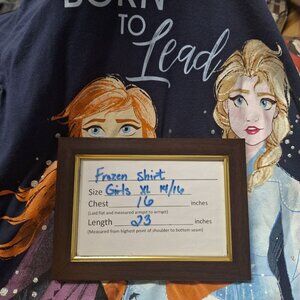 BORN
TO
Lead
Frozen Shirt
Size Girls XL 14/16
Chest 16 inches
(Laid flat and measured armpit to armpit)
Length 23 inches
(Measured from highest point of shoulder to bottom seam)